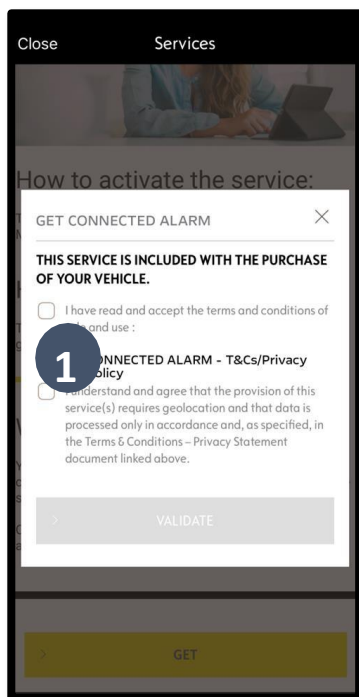 Close Services
How to activate the service:
GET CONNECTED ALARM
THIS SERVICE IS INCLUDED WITH THE PURCHASE
OF YOUR VEHICLE.
I have read and accept the terms and conditions of
and use :
1
CONNECTED ALARM - T&Cs/Privacy
Policy
I understand and agree that the provision of this
service(s) requires geolocation and that data is
processed only in accordance and, as specified, in
the Terms & Conditions – Privacy Statement
document linked above.
VALIDATE
GET